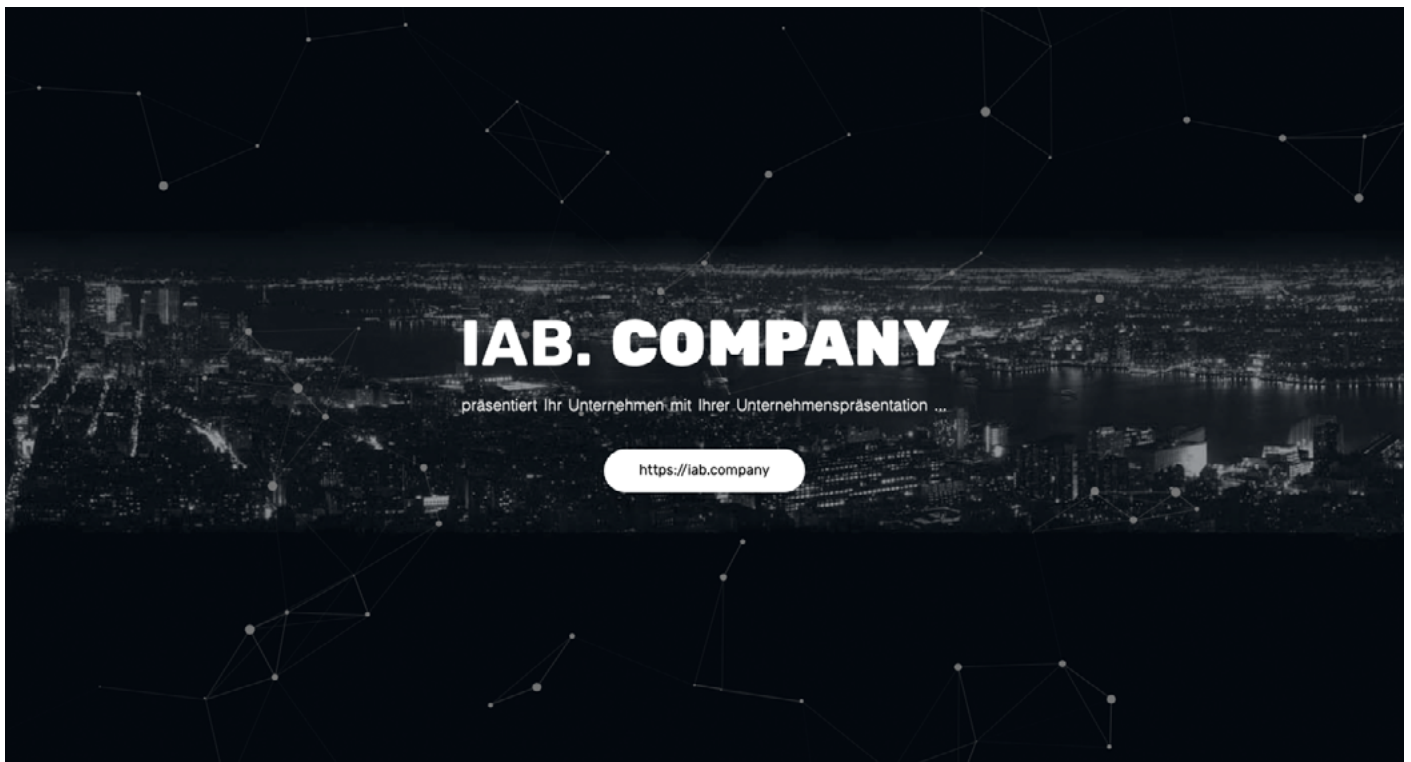 IAB. COMPANY
präsentiert Ihr Unternehmen mit Ihrer Unternehmenspräsentation ...
https://iab.company